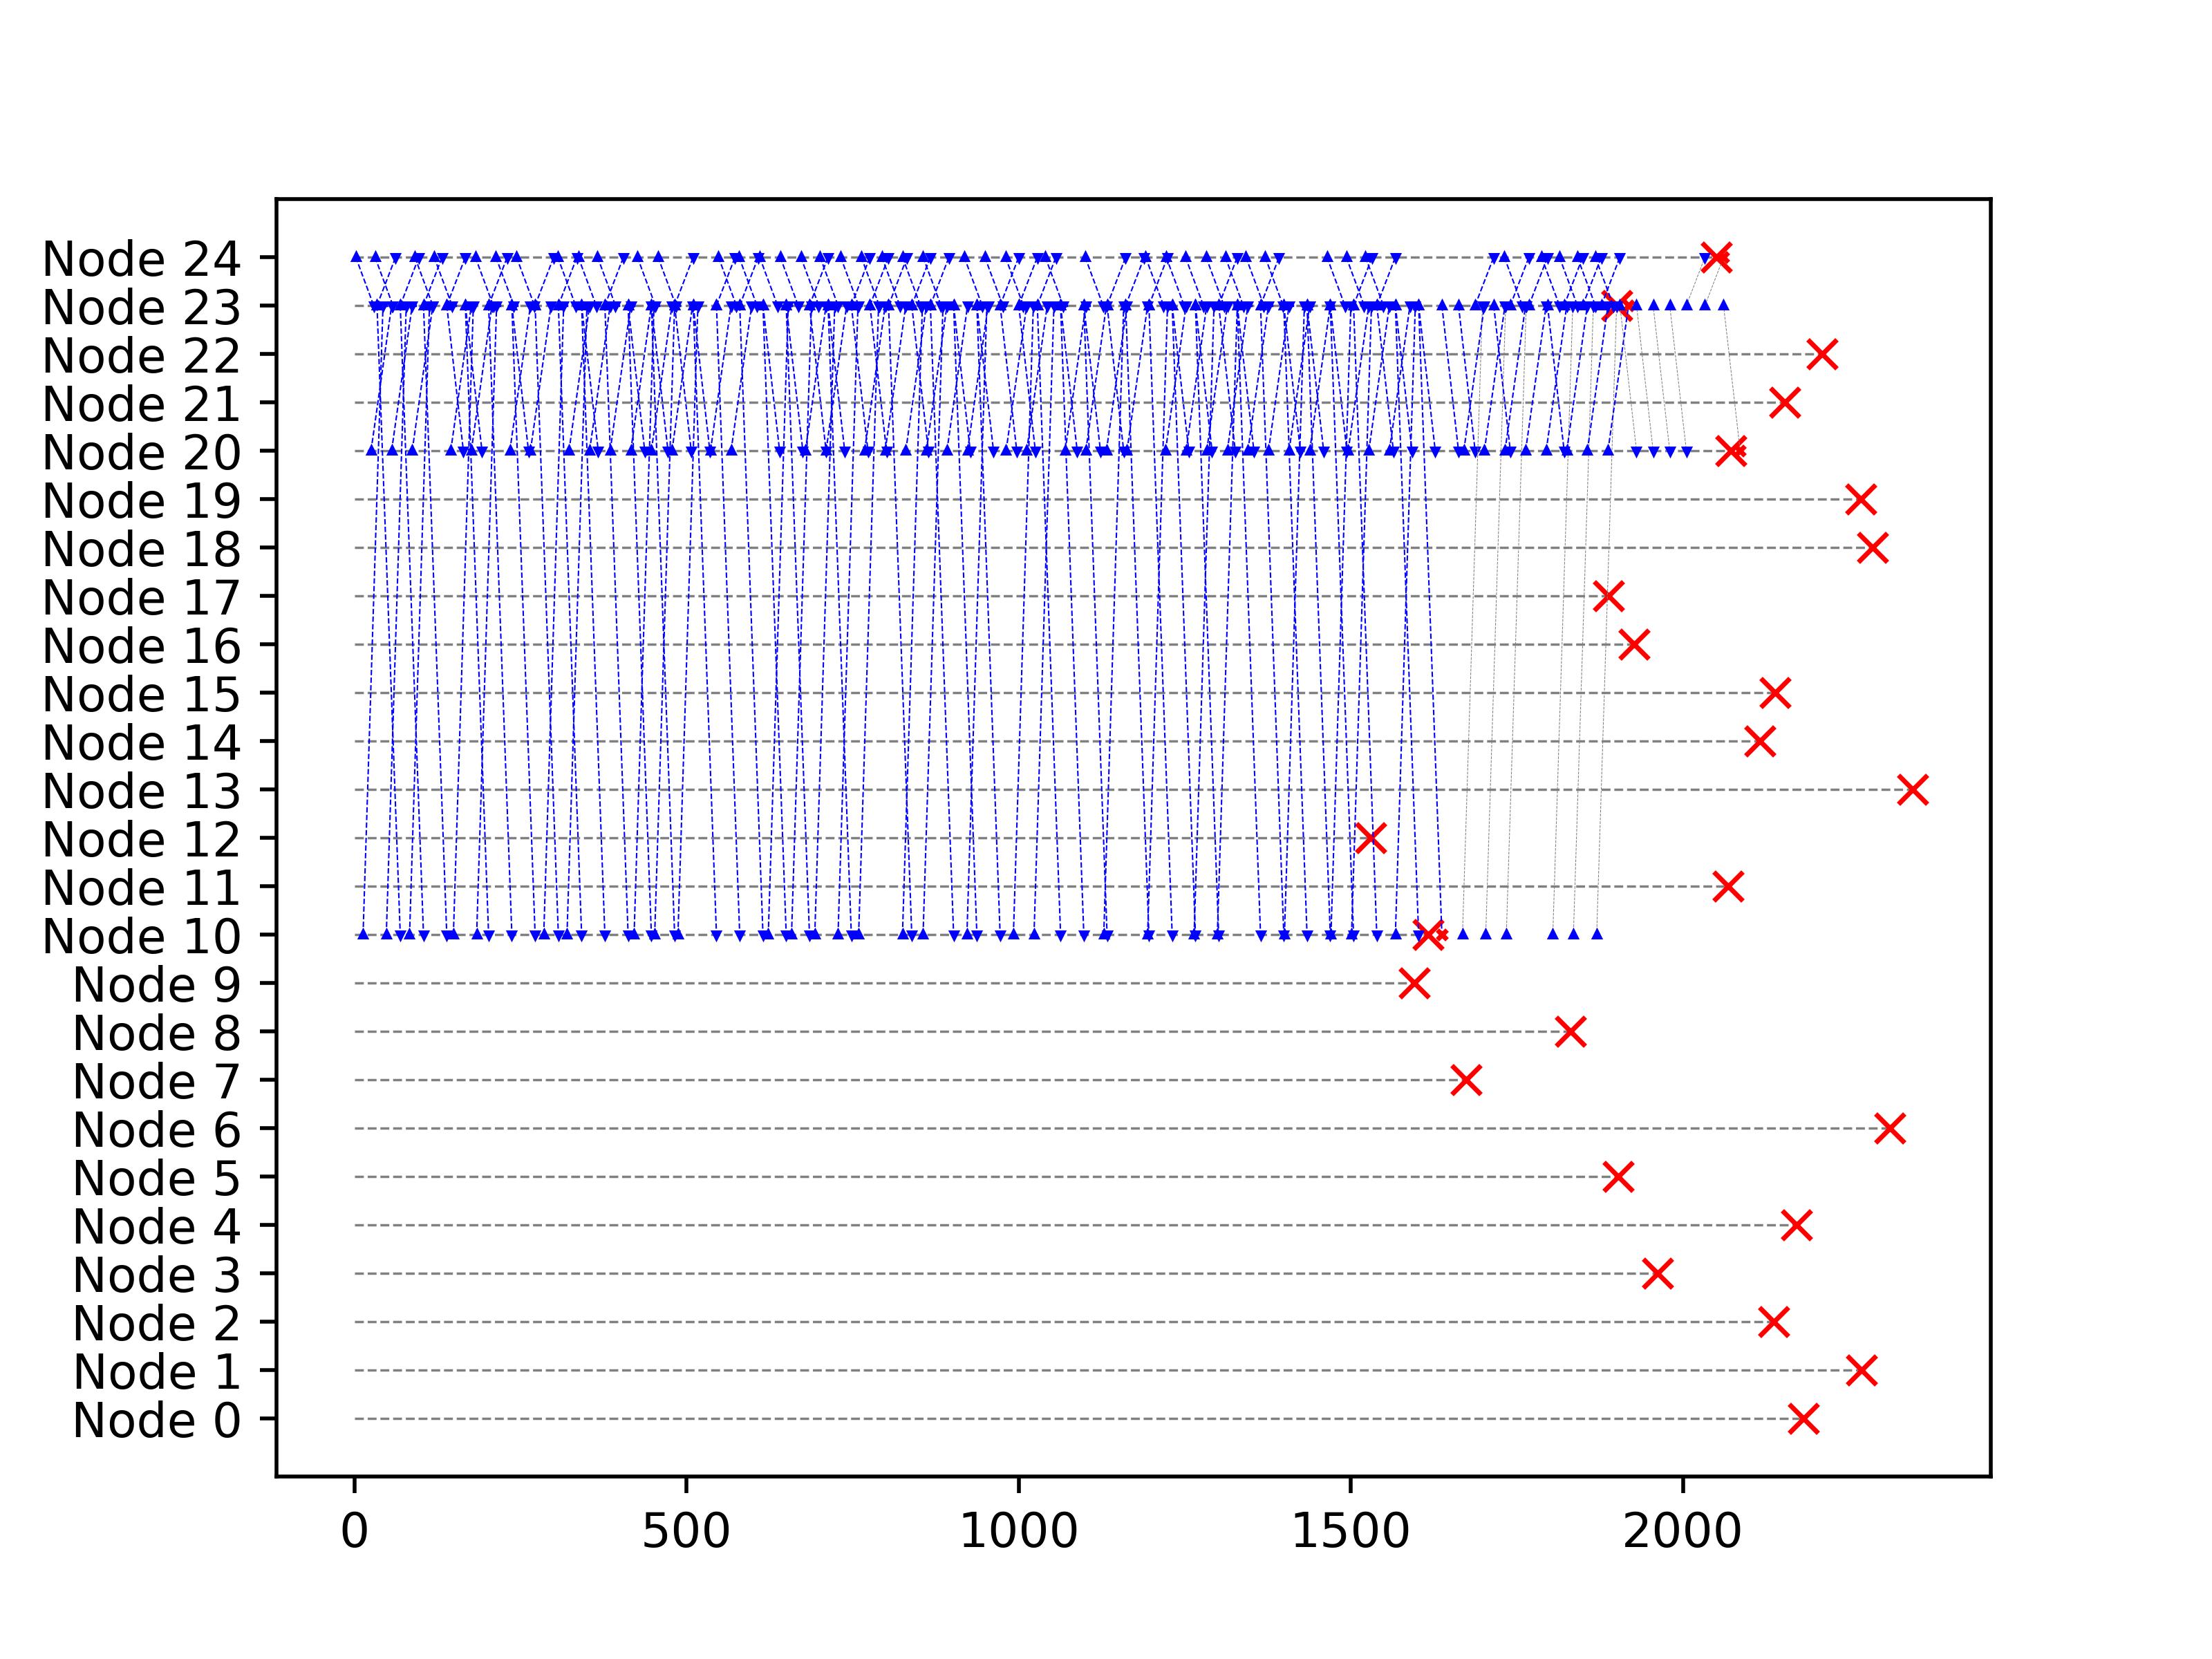 Node 24
Node 23
Node 22
Node 21
Node 20
Node 19
Node 18
Node 17
Node 16
Node 15
Node 14
Node 13
Node 12
Node 11
Node 10
Node 9
Node 8
Node 7
Node 6
Node 5
Node 4
Node 3
Node 2
Node 1
Node 0
0 500 1000 1500 2000